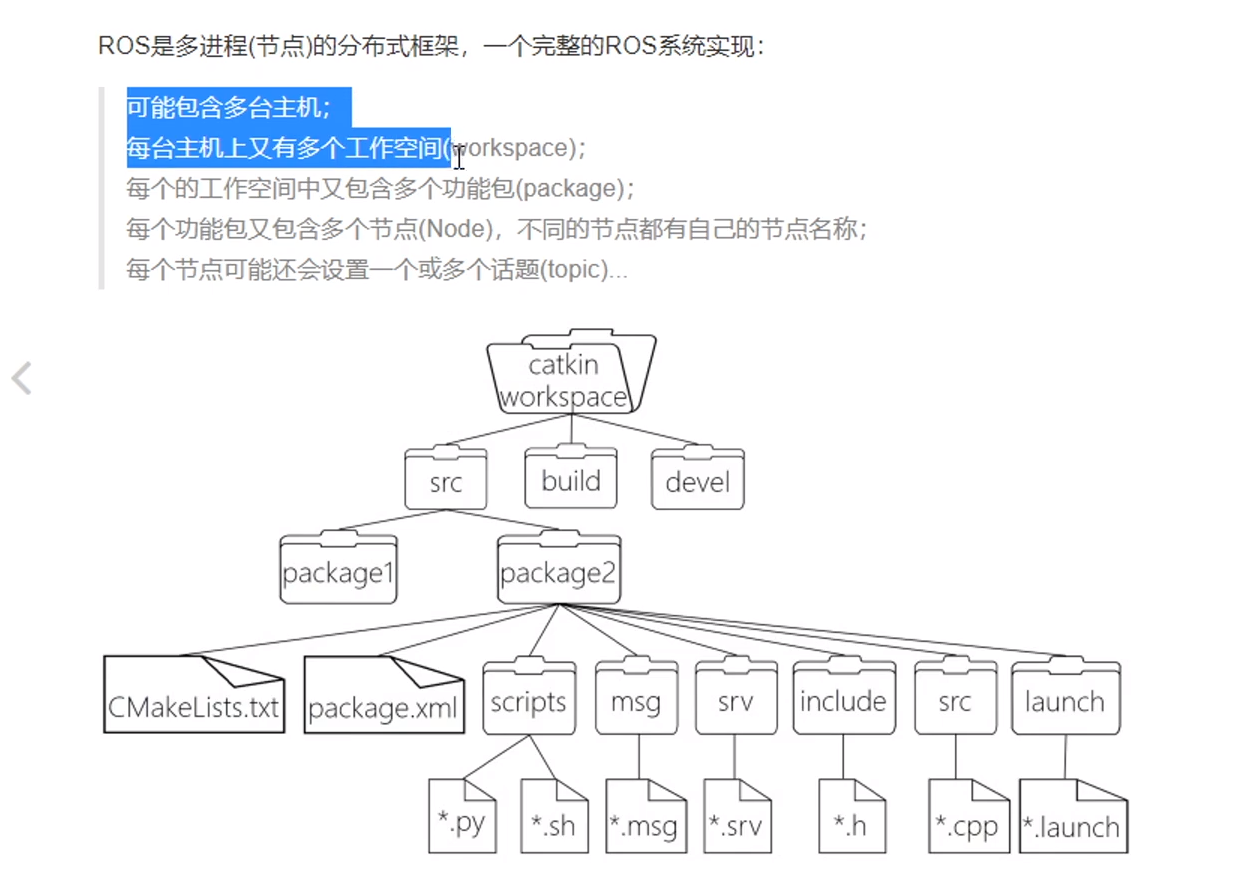 ROS是多进程(节点)的分布式框架，一个完整的ROS系统实现：
可能包含多台主机；
每台主机上又有多个工作空间(workspace)；
每个的工作空间中又包含多个功能包(package)；
每个功能包又包含多个节点(Node)，不同的节点都有自己的节点名称；
每个节点可能还会设置一个或多个话题(topic)...
catkin
workspace
src build devel
package1 package2
CMakeLists.txt package.xml scripts msg srv include src launch
*.py *.sh *.msg *.srv *.h *.cpp *.launch